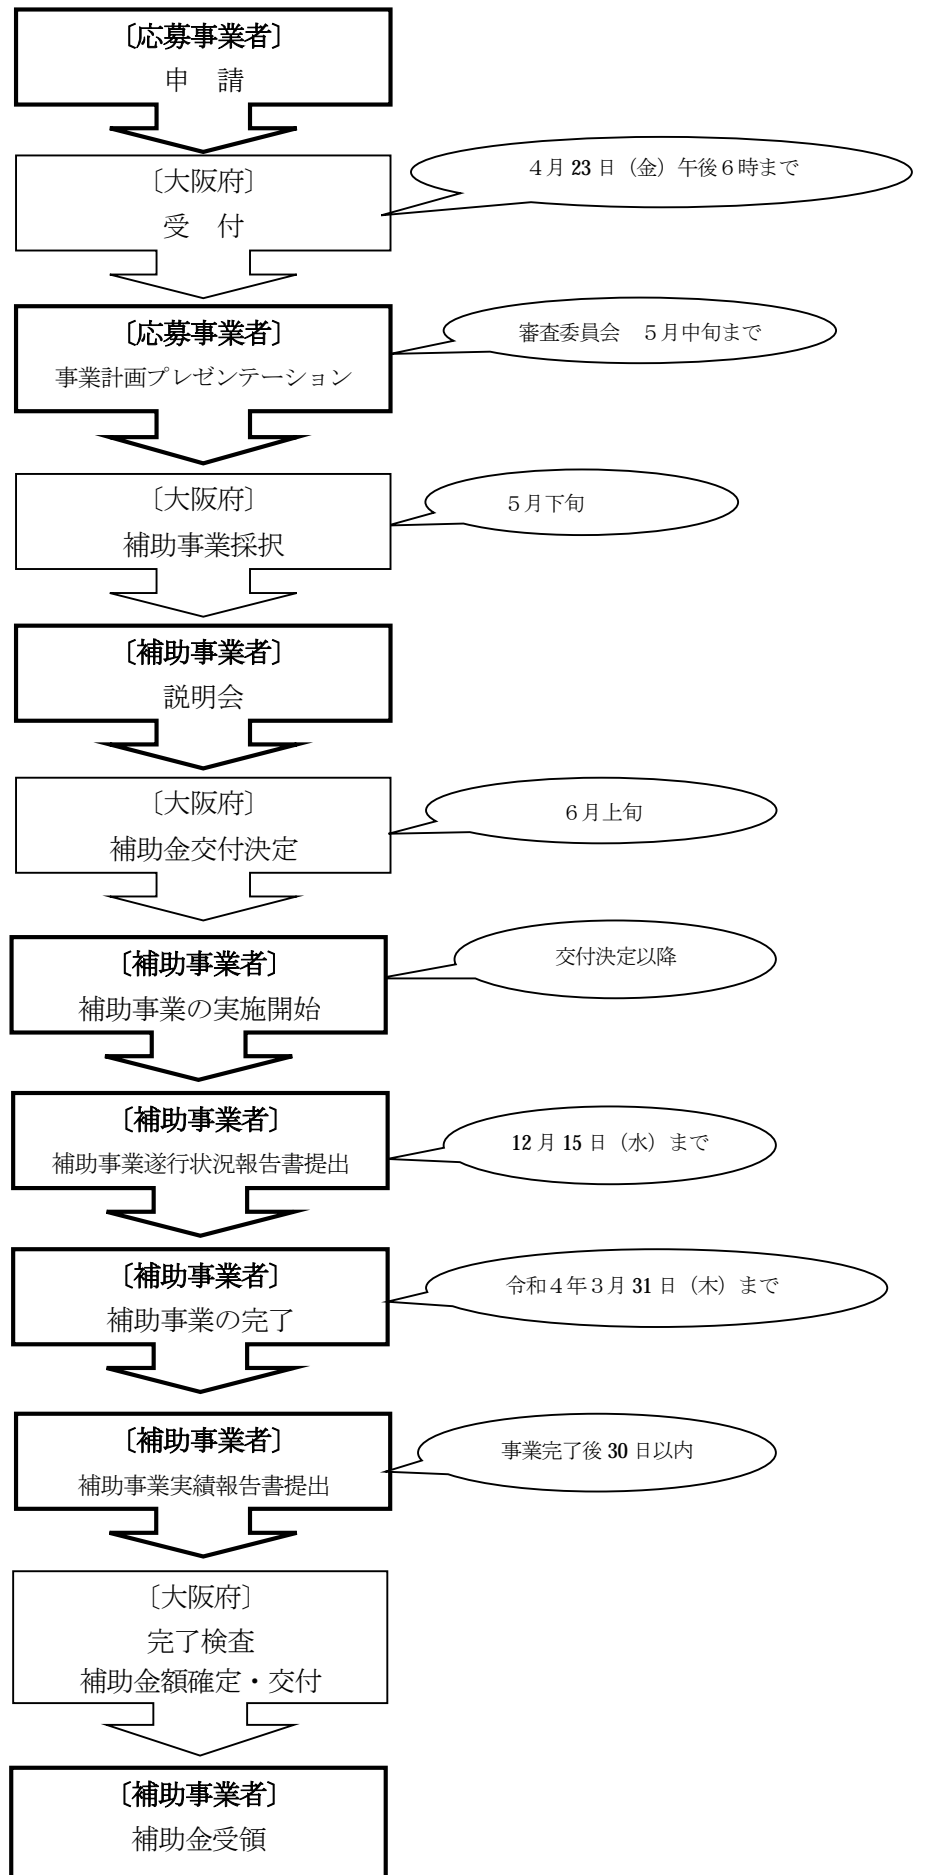 〔応募事業者〕
申　請
〔大阪府〕
受　付
４月 23 日（金）午後６時まで
〔応募事業者〕
事業計画プレゼンテーション
審査委員会　５月中旬まで
〔大阪府〕
補助事業採択
５月下旬
〔補助事業者〕
説明会
〔大阪府〕
補助金交付決定
６月上旬
〔補助事業者〕
補助事業の実施開始
交付決定以降
〔補助事業者〕
補助事業遂行状況報告書提出
12 月 15 日（水）まで
〔補助事業者〕
補助事業の完了
令和４年３月 31 日（木）まで
〔補助事業者〕
補助事業実績報告書提出
事業完了後 30 日以内
〔大阪府〕
完了検査
補助金額確定・交付
〔補助事業者〕
補助金受領